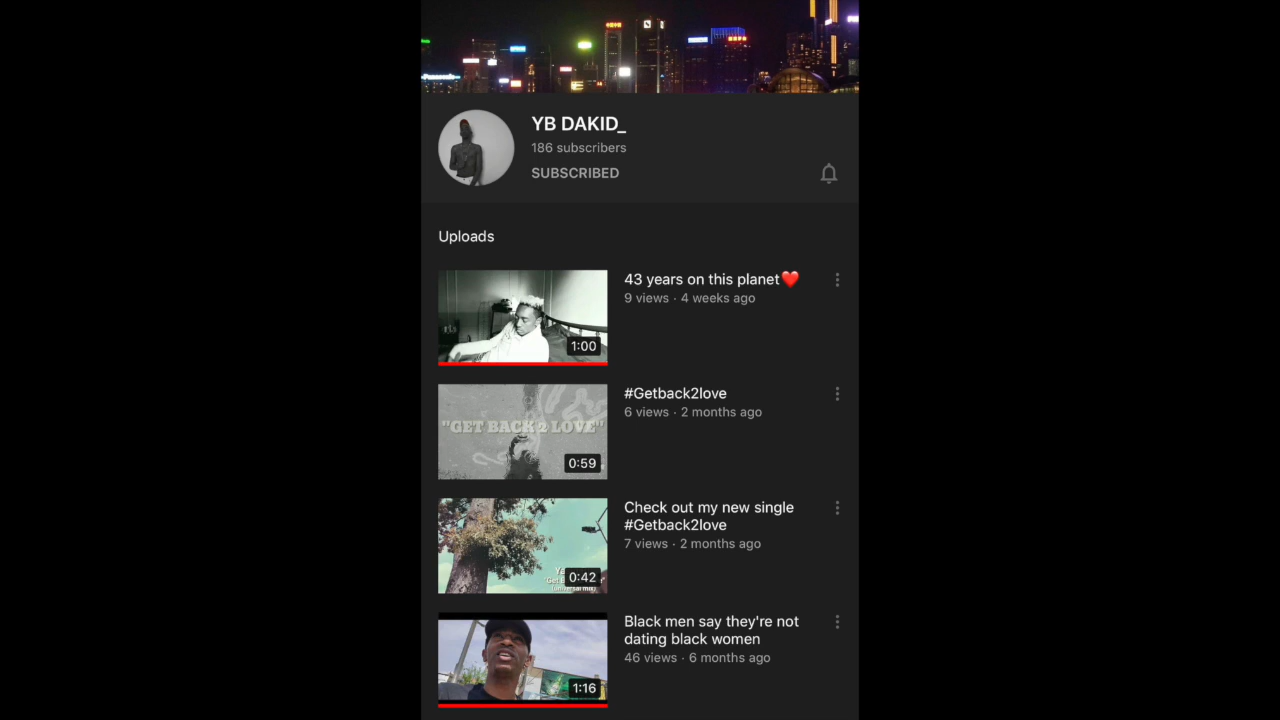 Panasonic
YB DAKID_
186 subscribers
SUBSCRIBED
Uploads
1:00
43 years on this planet❤️
9 views · 4 weeks ago
"GET BACK 2 LOVE"
0:59
#Getback2love
6 views · 2 months ago
0:42
Check out my new single
#Getback2love
7 views · 2 months ago
1:16
Black men say they're not
dating black women
46 views · 6 months ago